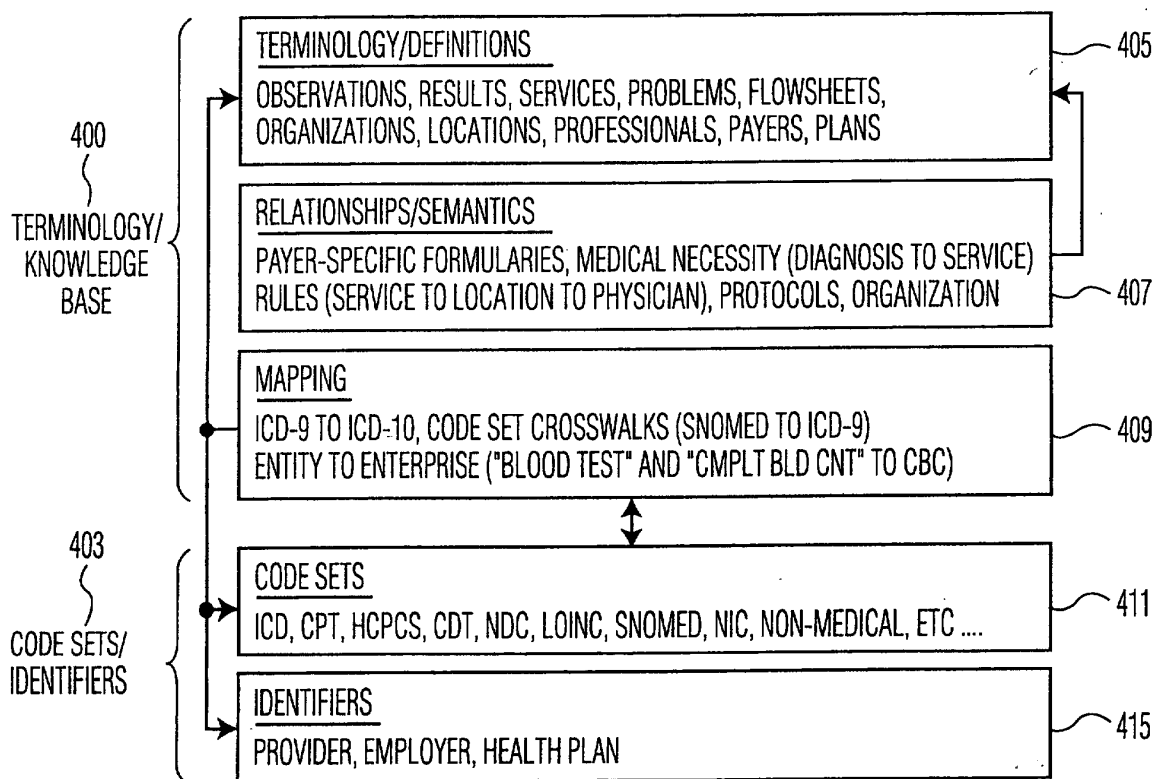 TERMINOLOGY/DEFINITIONS
OBSERVATIONS, RESULTS, SERVICES, PROBLEMS, FLOWSHEETS,
ORGANIZATIONS, LOCATIONS, PROFESSIONALS, PAYERS, PLANS
405
400
TERMINOLOGY/
KNOWLEDGE
BASE
RELATIONSHIPS/SEMANTICS
PAYER-SPECIFIC FORMULARIES, MEDICAL NECESSITY (DIAGNOSIS TO SERVICE)
RULES (SERVICE TO LOCATION TO PHYSICIAN), PROTOCOLS, ORGANIZATION
407
MAPPING
ICD-9 TO ICD-10, CODE SET CROSSWALKS (SNOMED TO ICD-9)
ENTITY TO ENTERPRISE ("BLOOD TEST" AND "CMPLT BLD CNT" TO CBC)
409
403
CODE SETS/
IDENTIFIERS
CODE SETS
ICD, CPT, HCPCS, CDT, NDC, LOINC, SNOMED, NIC, NON-MEDICAL, ETC ....
411
IDENTIFIERS
PROVIDER, EMPLOYER, HEALTH PLAN
415